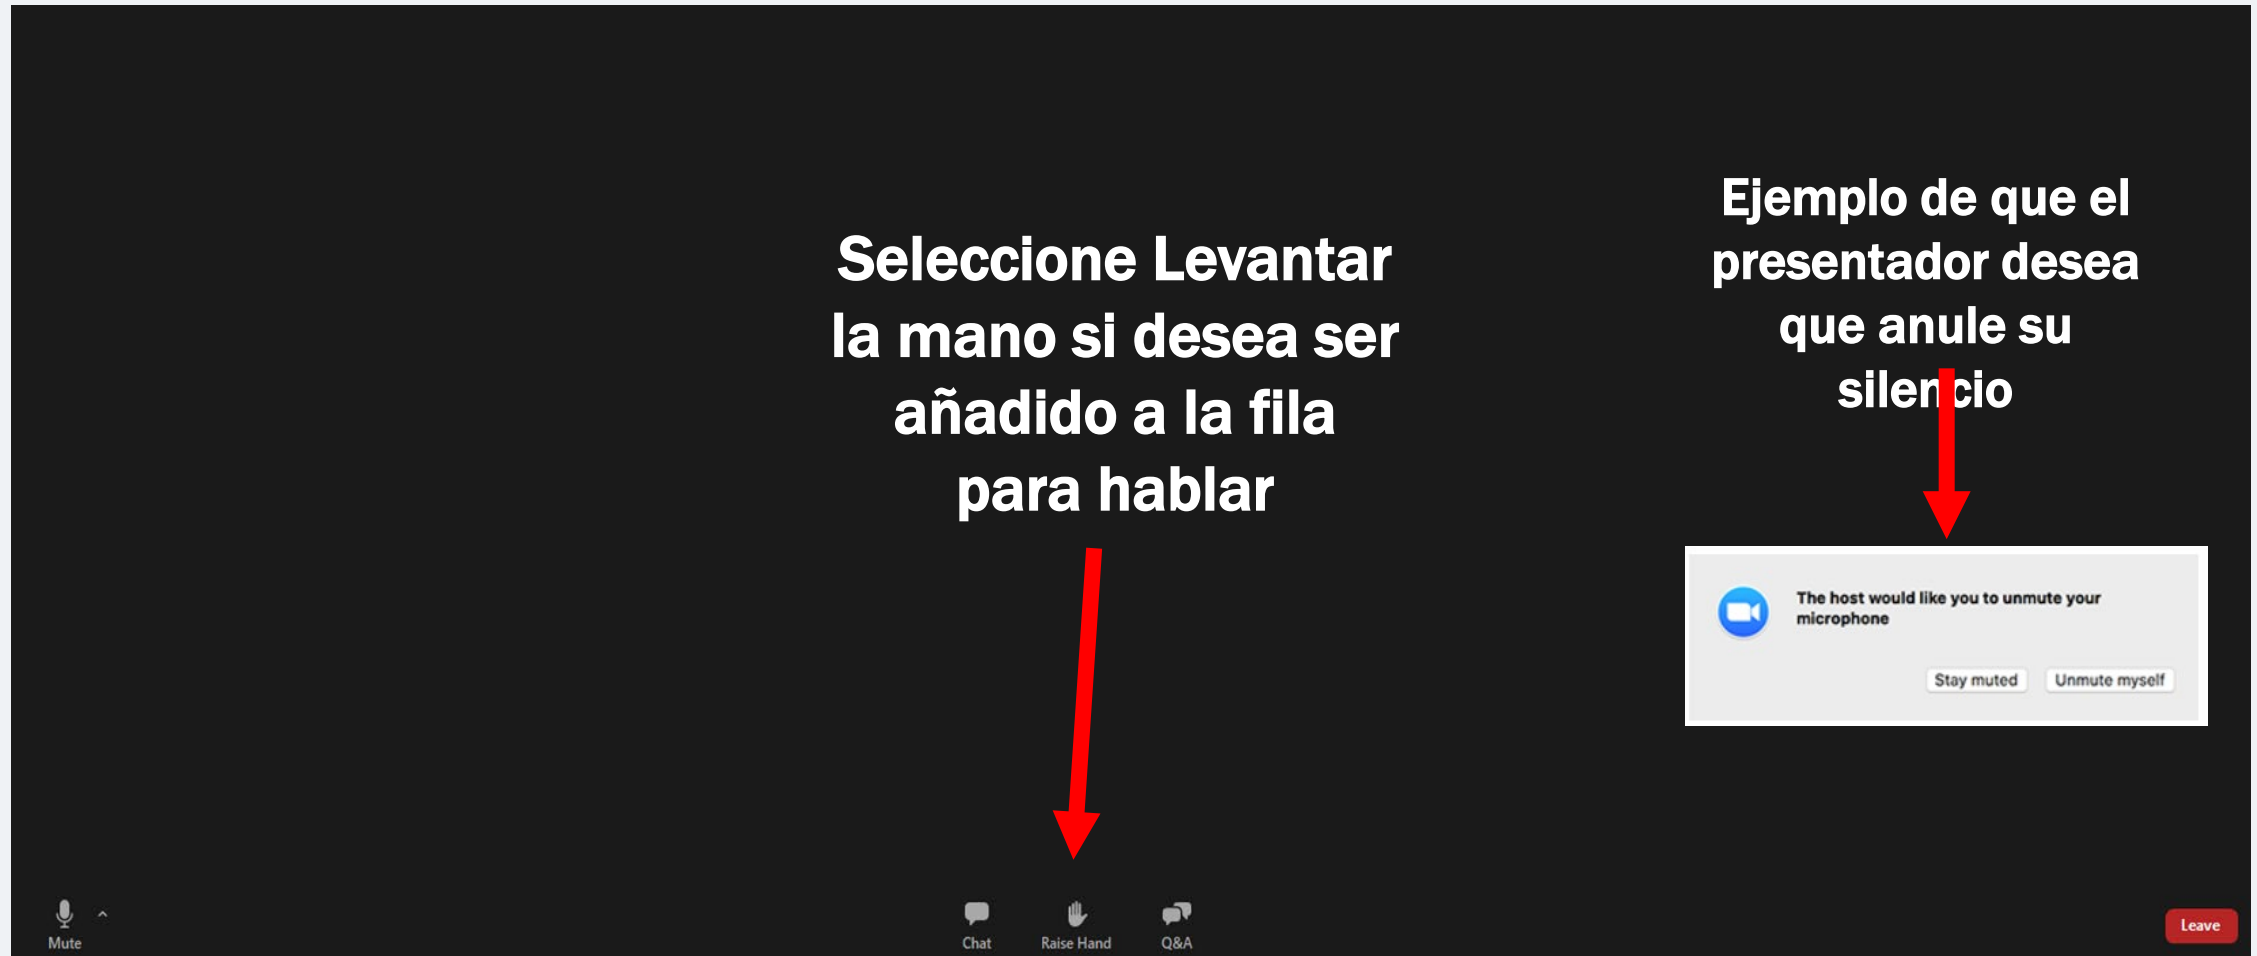 Seleccione Levantar
la mano si desea ser
añadido a la fila
para hablar
Ejemplo de que el
presentador desea
que anule su
silencio
The host would like you to unmute your
microphone
Stay muted
Unmute myself
Mute
Chat
Raise Hand
Q&A
Leave